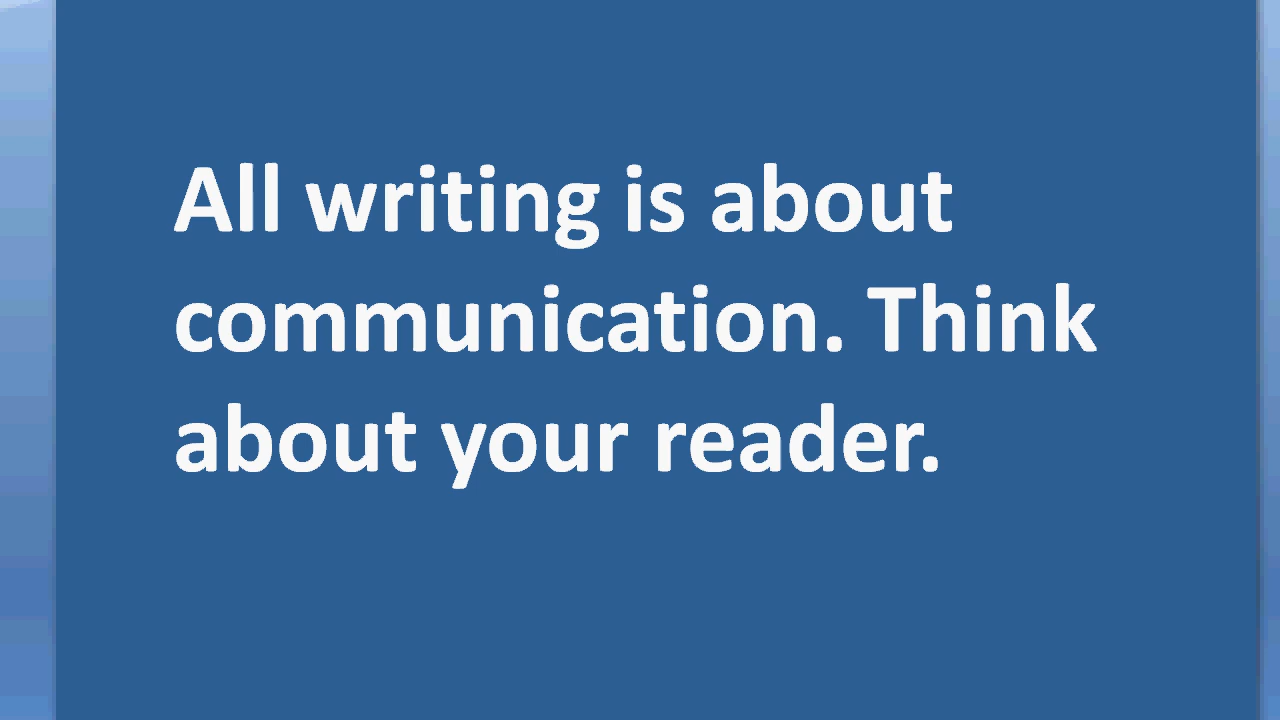 All writing is about
communication. Think
about your reader.